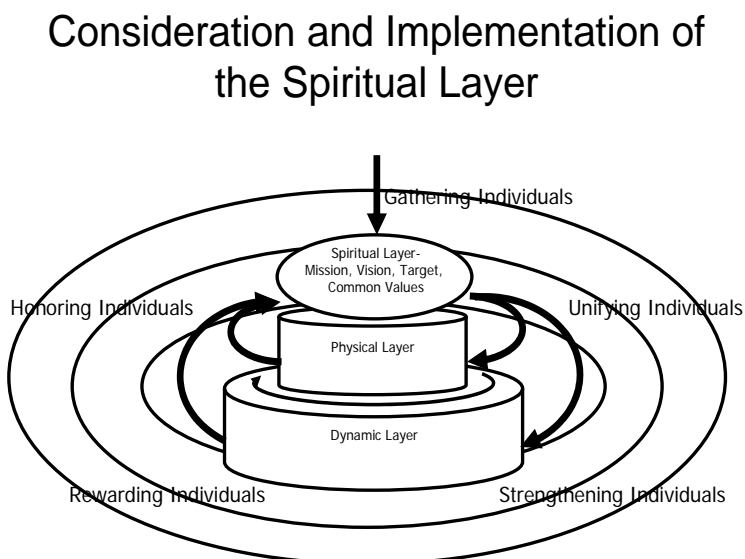 Consideration and Implementation of
the Spiritual Layer
Gathering Individuals
Spiritual Layer-
Mission, Vision, Target,
Common Values
Honoring Individuals
Unifying Individuals
Physical Layer
Dynamic Layer
Rewarding Individuals
Strengthening Individuals